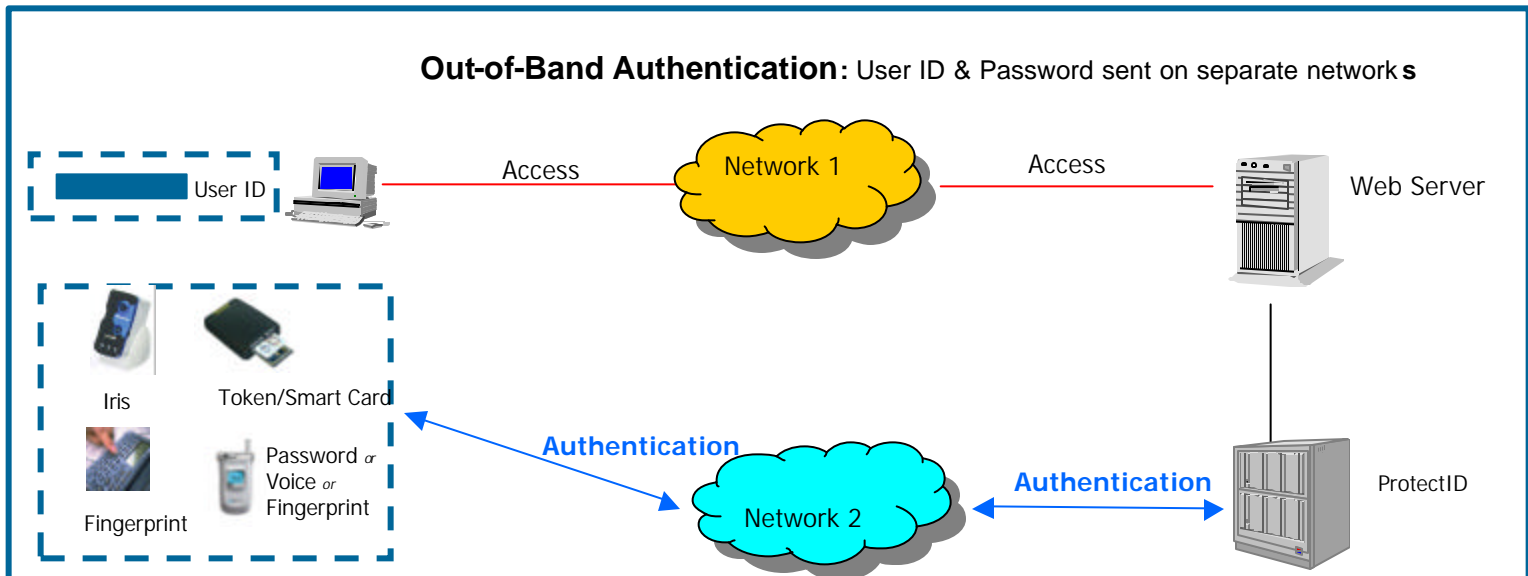 Out-of-Band Authentication: User ID & Password sent on separate networks
Access
Network 1
Access
User ID
Web Server
Iris
Token/Smart Card
Authentication
Password or
Voice or
Fingerprint
Fingerprint
Network 2
Authentication
ProtectID